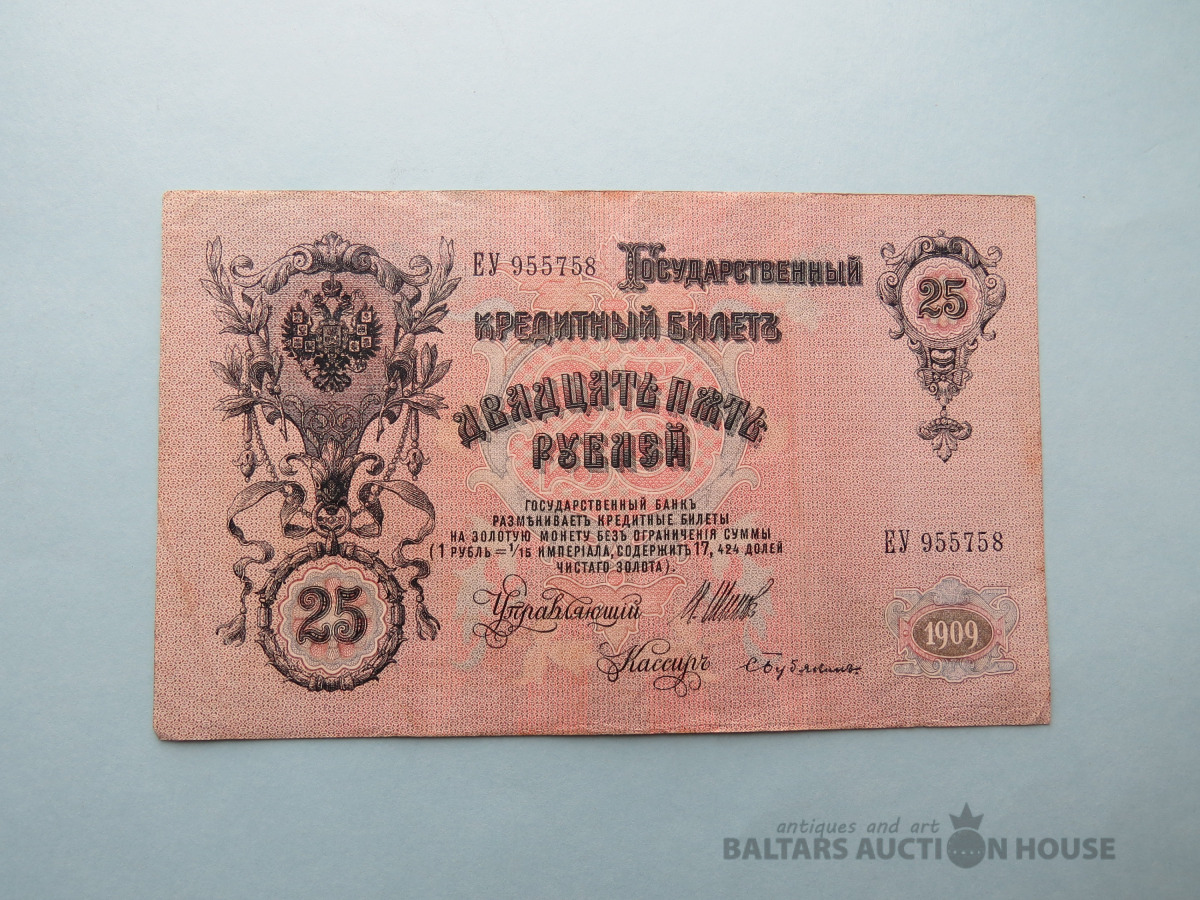 ЕУ 955758 Государственный
кредитный билетъ
двадцать пять
рублей
25
ГОСУДАРСТВЕННЫЙ БАНКЪ
РАЗМѢНИВАЕТЪ КРЕДИТНЫЕ БИЛЕТЫ
НА ЗОЛОТУЮ МОНЕТУ БЕЗЪ ОГРАНИЧЕНІЯ СУММЫ
(1 РУБЛЬ = 1/15 ИМПЕРІАЛА, СОДЕРЖИТЪ 17, 424 ДОЛЕЙ
ЧИСТАГО ЗОЛОТА).
ЕУ 955758
25
Управляющій
Кассиръ
1909
antiques and art
BALTARS AUCTION HOUSE